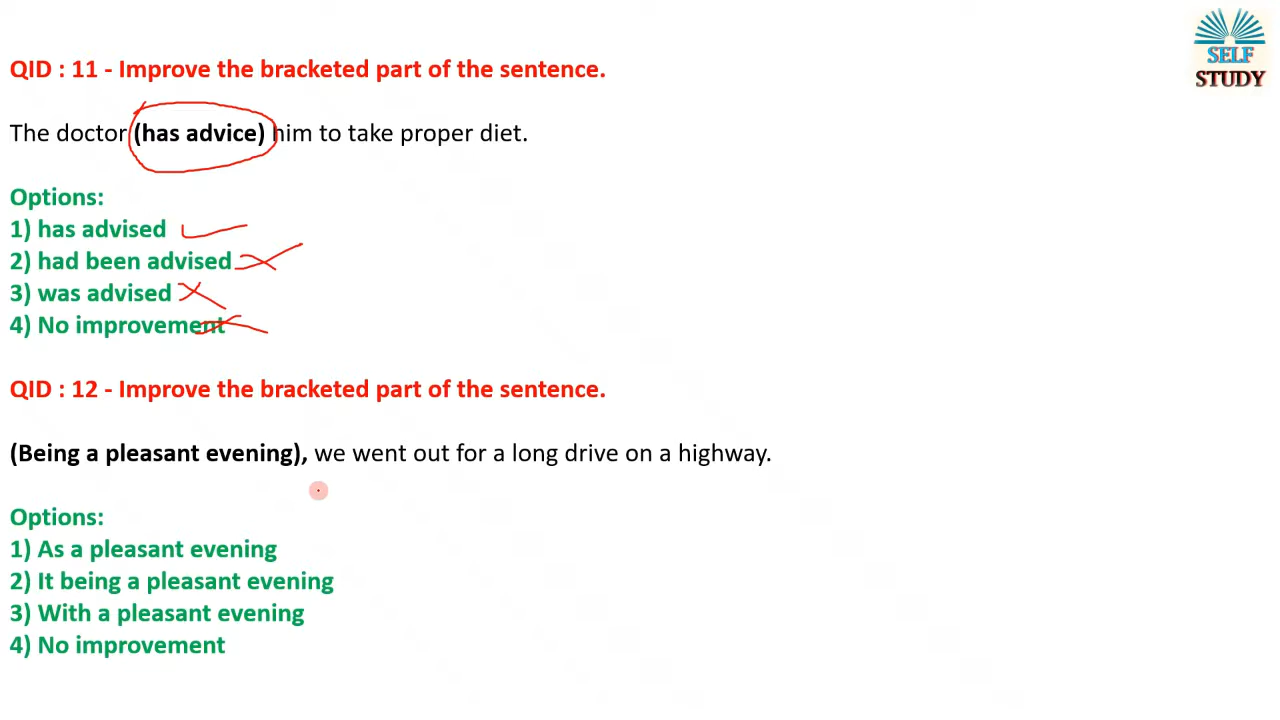 SELF
STUDY
QID : 11 - Improve the bracketed part of the sentence.
The doctor (has advice) him to take proper diet.
Options:
1) has advised
2) had been advised
3) was advised
4) No improvement
QID : 12 - Improve the bracketed part of the sentence.
(Being a pleasant evening), we went out for a long drive on a highway.
Options:
1) As a pleasant evening
2) It being a pleasant evening
3) With a pleasant evening
4) No improvement